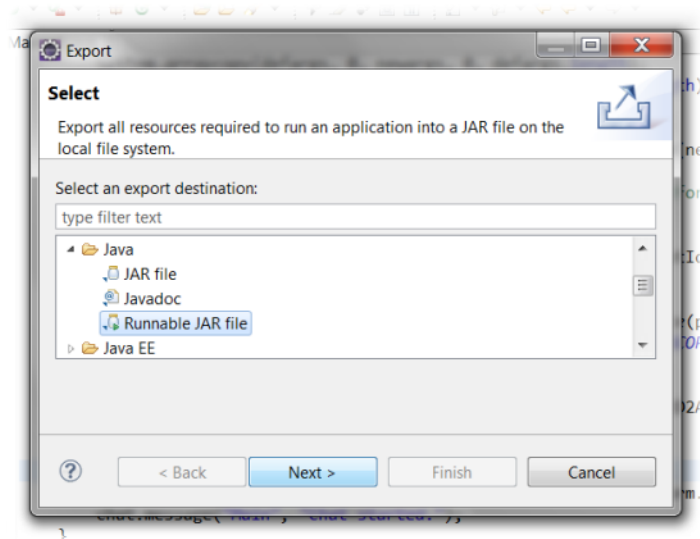 Ma
Export
Select
Export all resources required to run an application into a JAR file on the
local file system.
Select an export destination:
type filter text
Java
JAR file
Javadoc
Runnable JAR file
Java EE
< Back
Next >
Finish
Cancel
chat.message("Main", "Chat started.");
}